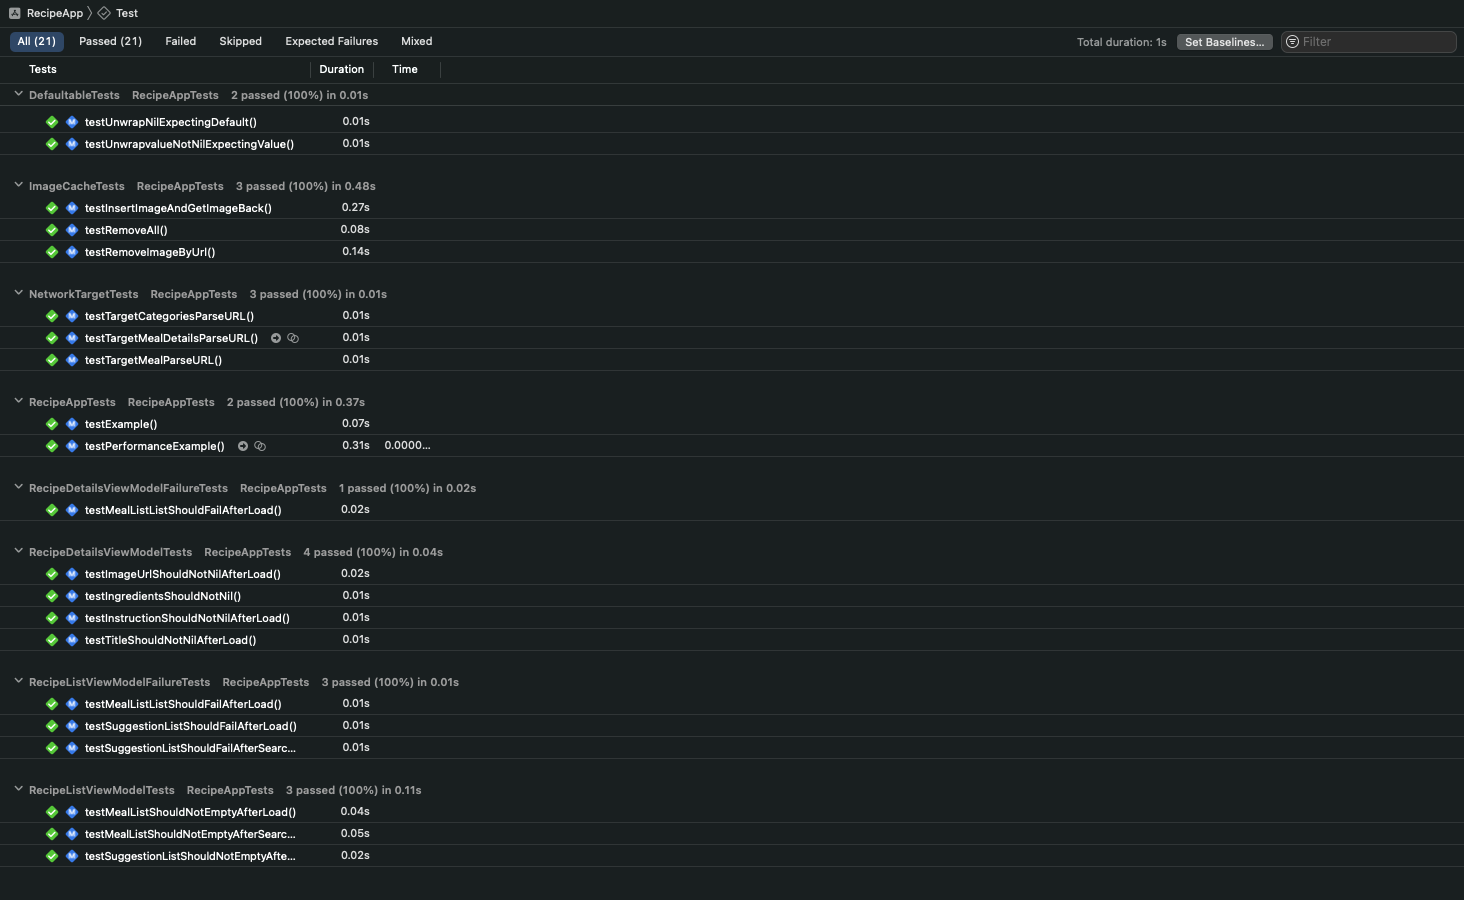 RecipeApp Test
All (21) Passed (21) Failed Skipped Expected Failures Mixed Total duration: 1s Set Baselines... Filter
Tests Duration Time
DefaultableTests RecipeAppTests 2 passed (100%) in 0.01s
M testUnwrapNilExpectingDefault() 0.01s
M testUnwrapvalueNotNilExpectingValue() 0.01s
ImageCacheTests RecipeAppTests 3 passed (100%) in 0.48s
M testInsertImageAndGetImageBack() 0.27s
M testRemoveAll() 0.08s
M testRemoveImageByUrl() 0.14s
NetworkTargetTests RecipeAppTests 3 passed (100%) in 0.01s
M testTargetCategoriesParseURL() 0.01s
M testTargetMealDetailsParseURL() 0.01s
M testTargetMealParseURL() 0.01s
RecipeAppTests RecipeAppTests 2 passed (100%) in 0.37s
M testExample() 0.07s
M testPerformanceExample() 0.31s 0.0000...
RecipeDetailsViewModelFailureTests RecipeAppTests 1 passed (100%) in 0.02s
M testMealListListShouldFailAfterLoad() 0.02s
RecipeDetailsViewModelTests RecipeAppTests 4 passed (100%) in 0.04s
M testImageUrlShouldNotNilAfterLoad() 0.02s
M testIngredientsShouldNotNil() 0.01s
M testInstructionShouldNotNilAfterLoad() 0.01s
M testTitleShouldNotNilAfterLoad() 0.01s
RecipeListViewModelFailureTests RecipeAppTests 3 passed (100%) in 0.01s
M testMealListListShouldFailAfterLoad() 0.01s
M testSuggestionListShouldFailAfterLoad() 0.01s
M testSuggestionListShouldFailAfterSearc... 0.01s
RecipeListViewModelTests RecipeAppTests 3 passed (100%) in 0.11s
M testMealListShouldNotEmptyAfterLoad() 0.04s
M testMealListShouldNotEmptyAfterSearc... 0.05s
M testSuggestionListShouldNotEmptyAfte... 0.02s